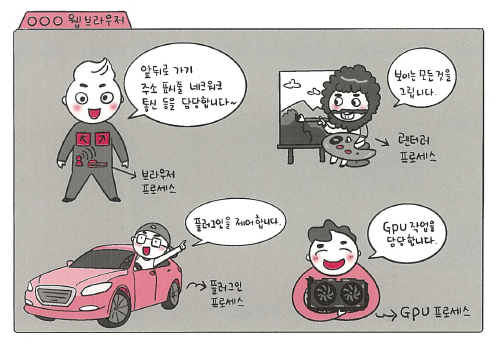 ○○○ 웹 브라우저
앞뒤로 가기
주소 표시줄 네크워크
통신 등을 담당합니다~
브라우저
프로세스
보이는 모든 것을
그립니다.
렌더러
프로세스
플러그인을 제어합니다.
플러그인
프로세스
GPU 작업을
담당합니다.
GPU 프로세스